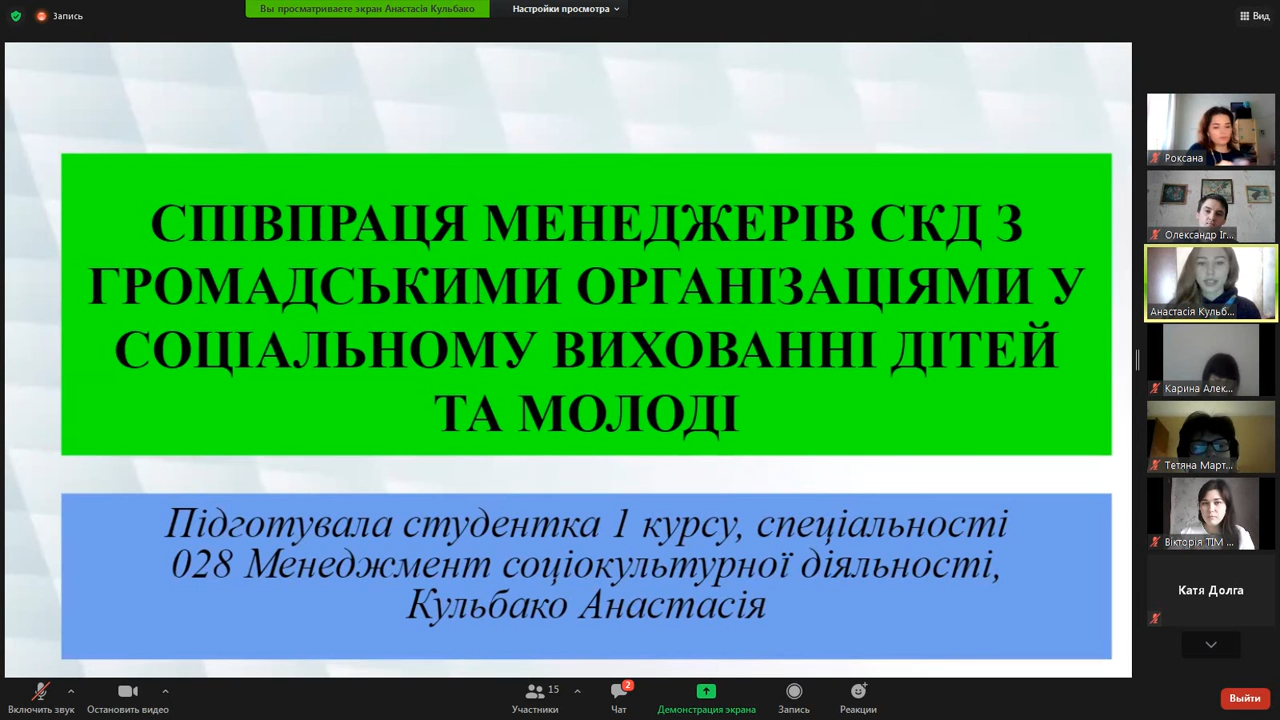 Запись
Вы просматриваете экран Анастасія Кульбако
Настройки просмотра
Вид
СПІВПРАЦЯ МЕНЕДЖЕРІВ СКД З
ГРОМАДСЬКИМИ ОРГАНІЗАЦІЯМИ У
СОЦІАЛЬНОМУ ВИХОВАННІ ДІТЕЙ
ТА МОЛОДІ
Підготувала студентка 1 курсу, спеціальності
028 Менеджмент соціокультурної діяльності,
Кульбако Анастасія
Роксана
Олександр Іг...
Анастасія Кульб...
Карина Алек...
Тетяна Март...
Вікторія ТІМ ...
Катя Долга
Включить звук
Остановить видео
15
Участники
2
Чат
Демонстрация экрана
Запись
Реакции
Выйти